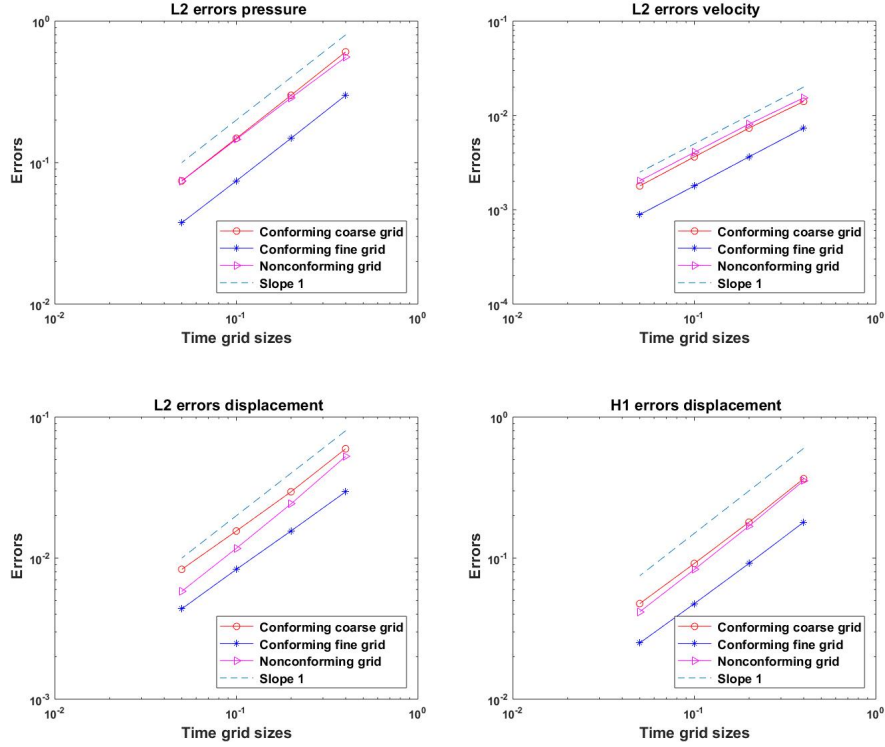 L2 errors pressure
10^0
10^-1
10^-2
Errors
Conforming coarse grid
Conforming fine grid
Nonconforming grid
Slope 1
10^-2
10^-1
10^0
Time grid sizes
L2 errors velocity
10^-1
10^-2
10^-3
10^-4
Errors
Conforming coarse grid
Conforming fine grid
Nonconforming grid
Slope 1
10^-2
10^-1
10^0
Time grid sizes
L2 errors displacement
10^-1
10^-2
10^-3
Errors
Conforming coarse grid
Conforming fine grid
Nonconforming grid
Slope 1
10^-2
10^-1
10^0
Time grid sizes
H1 errors displacement
10^0
10^-1
10^-2
Errors
Conforming coarse grid
Conforming fine grid
Nonconforming grid
Slope 1
10^-2
10^-1
10^0
Time grid sizes